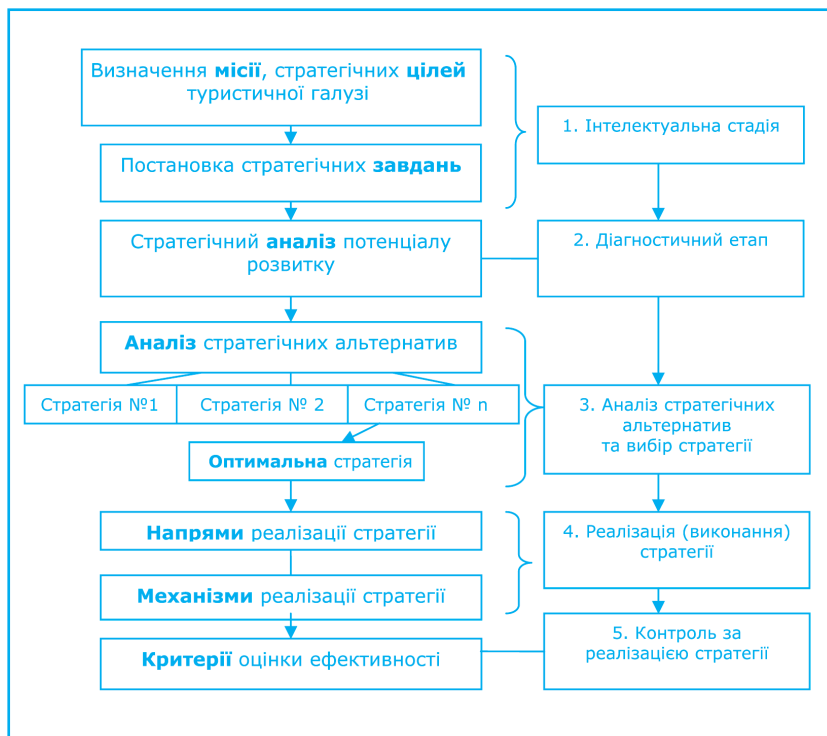 Визначення місії, стратегічних цілей
туристичної галузі
1. Інтелектуальна стадія
Постановка стратегічних завдань
Стратегічний аналіз потенціалу
розвитку
2. Діагностичний етап
Аналіз стратегічних альтернатив
Стратегія №1
Стратегія № 2
Стратегія № n
3. Аналіз стратегічних
альтернатив
та вибір стратегії
Оптимальна стратегія
Напрями реалізації стратегії
4. Реалізація (виконання)
стратегії
Механізми реалізації стратегії
Критерії оцінки ефективності
5. Контроль за
реалізацією стратегії